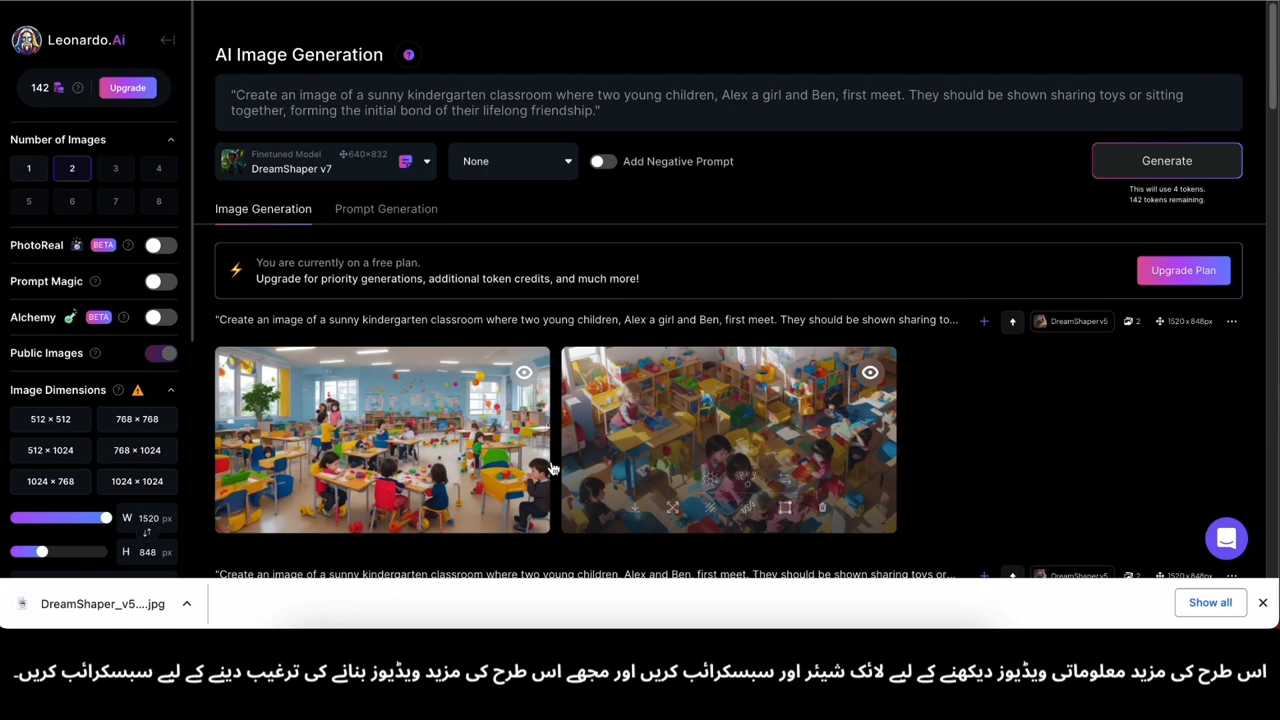 Leonardo.Ai
142
Upgrade
Number of Images
1 2 3 4
5 6 7 8
PhotoReal BETA
Prompt Magic
Alchemy BETA
Public Images
Image Dimensions
512 × 512 768 × 768
512 × 1024 768 × 1024
1024 × 768 1024 × 1024
W 1520 px
H 848 px
AI Image Generation
"Create an image of a sunny kindergarten classroom where two young children, Alex a girl and Ben, first meet. They should be shown sharing toys or sitting
together, forming the initial bond of their lifelong friendship."
Finetuned Model 640×832
DreamShaper v7
None
Add Negative Prompt
Generate
This will use 4 tokens.
142 tokens remaining.
Image Generation Prompt Generation
You are currently on a free plan.
Upgrade for priority generations, additional token credits, and much more!
Upgrade Plan
"Create an image of a sunny kindergarten classroom where two young children, Alex a girl and Ben, first meet. They should be shown sharing to... DreamShaper v5 2 1520x848px
"Create an image of a sunny kindergarten classroom where two young children, Alex and Ben, first meet. They should be shown sharing toys or... DreamShaper v5 2 1520x848px
DreamShaper_v5....jpg
Show all
اس طرح کی مزید معلوماتی ویڈیوز دیکھنے کے لیے لائک شیئر اور سبسکرائب کریں اور مجھے اس طرح کی مزید ویڈیوز بنانے کی ترغیب دینے کے لیے سبسکرائب کریں۔